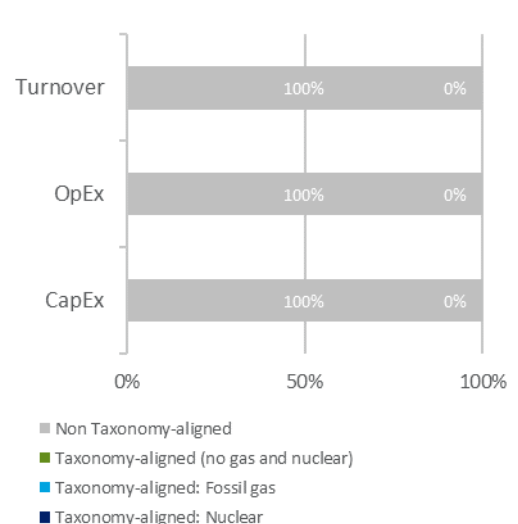 Turnover
100% 0%
OpEx
100% 0%
CapEx
100% 0%
0% 50% 100%
Non Taxonomy-aligned
Taxonomy-aligned (no gas and nuclear)
Taxonomy-aligned: Fossil gas
Taxonomy-aligned: Nuclear